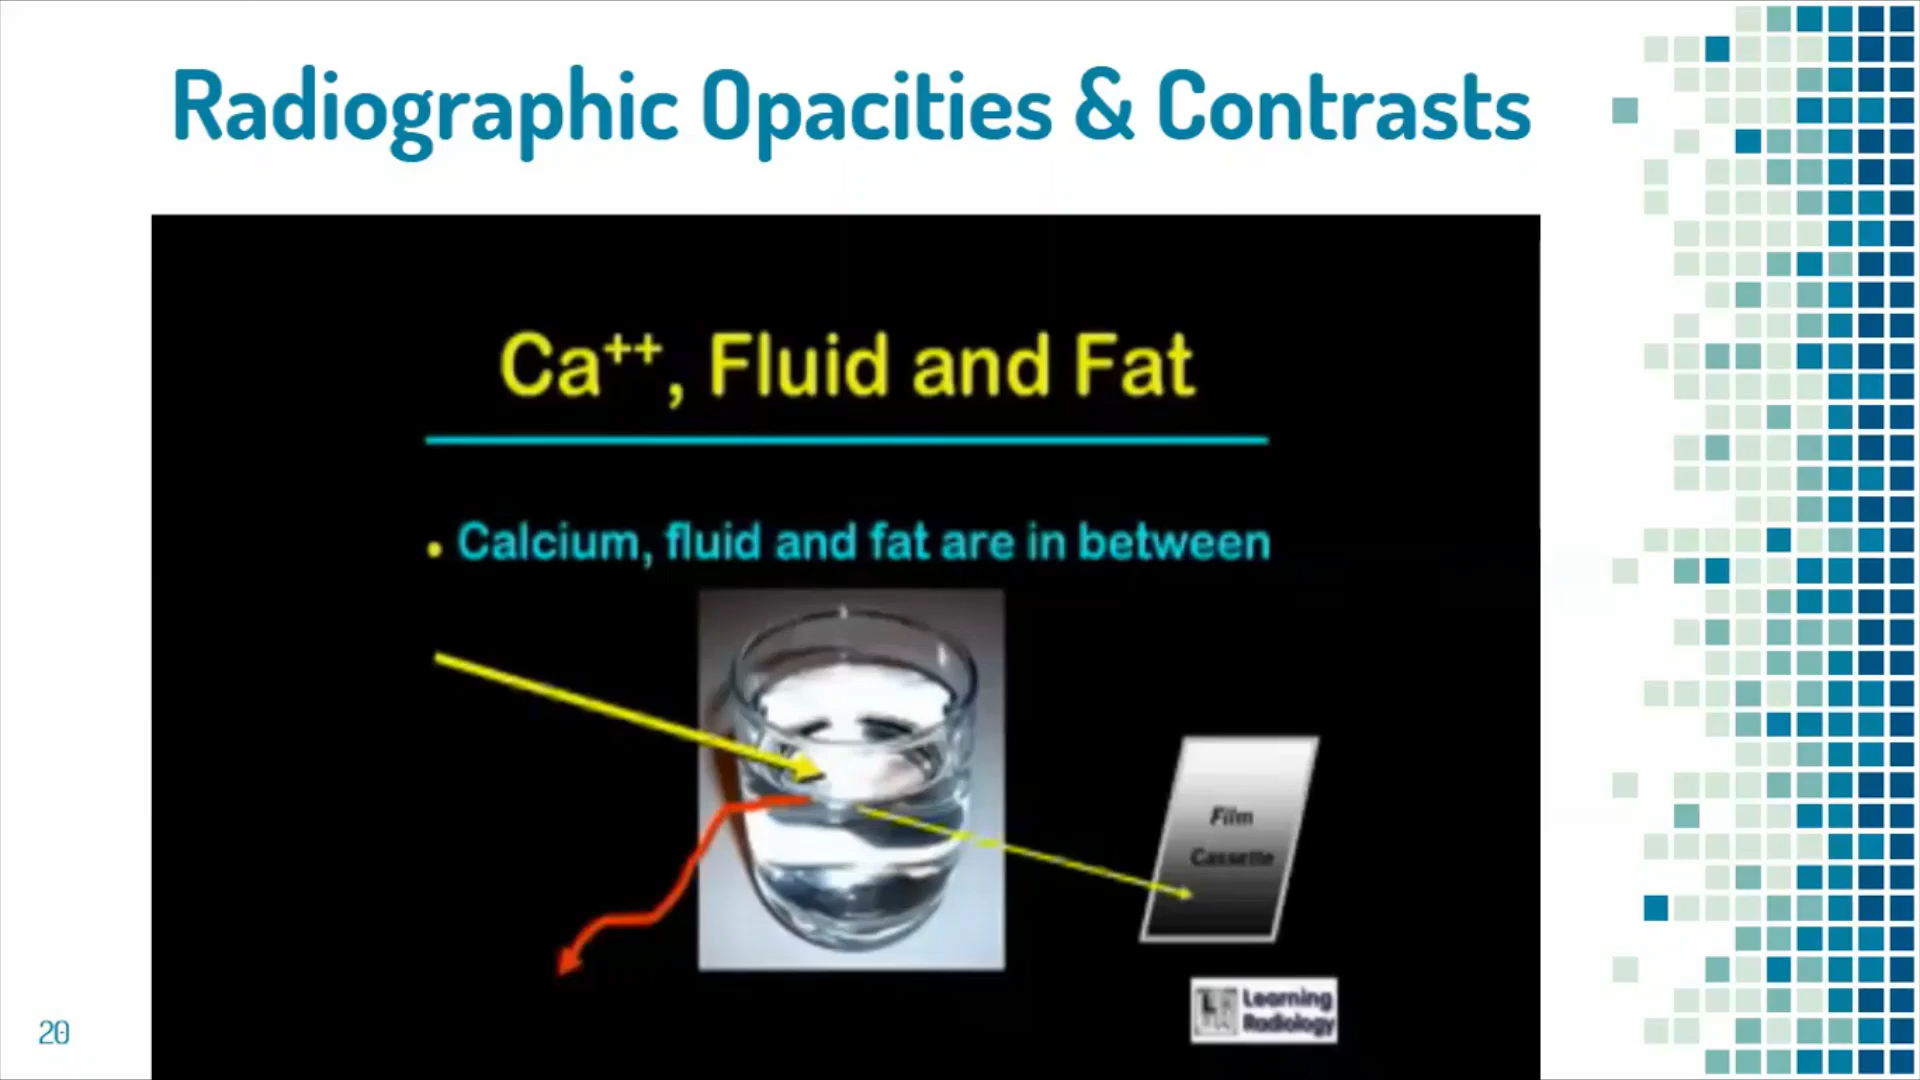 Radiographic Opacities & Contrasts
Ca⁺⁺, Fluid and Fat
• Calcium, fluid and fat are in between
Film
Cassette
Learning
Radiology
20